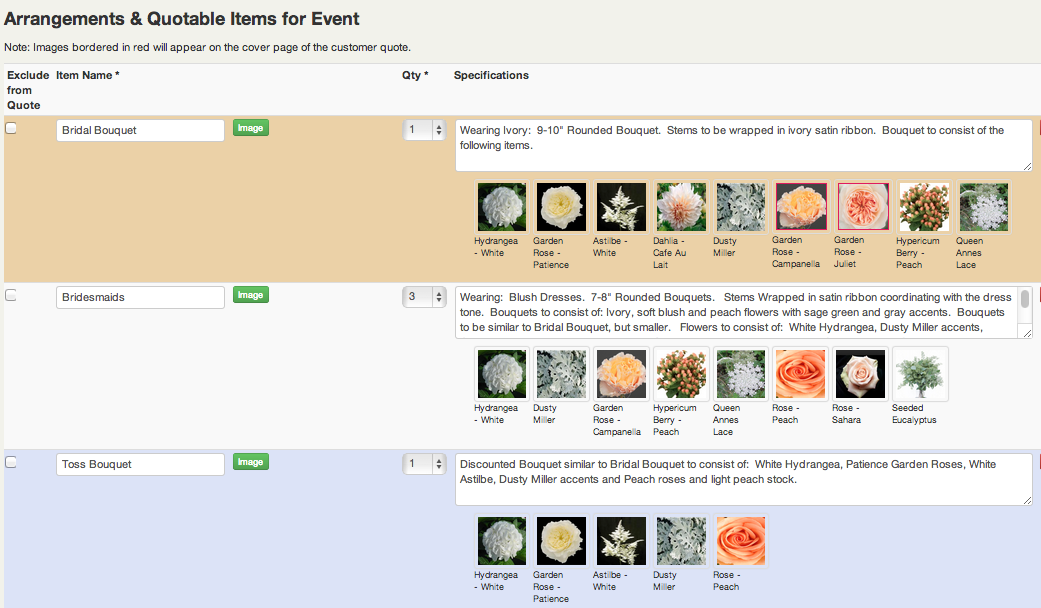 Arrangements & Quotable Items for Event
Note: Images bordered in red will appear on the cover page of the customer quote.
Exclude from Quote
Item Name *
Qty *
Specifications
Bridal Bouquet
Image
1
Wearing Ivory:  9-10" Rounded Bouquet.  Stems to be wrapped in ivory satin ribbon.  Bouquet to consist of the
following items.
Hydrangea - White
Garden Rose - Patience
Astilbe - White
Dahlia - Cafe Au Lait
Dusty Miller
Garden Rose - Campanella
Garden Rose - Juliet
Hypericum Berry - Peach
Queen Annes Lace
Bridesmaids
Image
3
Wearing:  Blush Dresses.  7-8" Rounded Bouquets.   Stems Wrapped in satin ribbon coordinating with the dress
tone.  Bouquets to consist of: Ivory, soft blush and peach flowers with sage green and gray accents.  Bouquets
to be similar to Bridal Bouquet, but smaller.   Flowers to consist of:  White Hydrangea, Dusty Miller accents,
Hydrangea - White
Dusty Miller
Garden Rose - Campanella
Hypericum Berry - Peach
Queen Annes Lace
Rose - Peach
Rose - Sahara
Seeded Eucalyptus
Toss Bouquet
Image
1
Discounted Bouquet similar to Bridal Bouquet to consist of:  White Hydrangea, Patience Garden Roses, White
Astilbe, Dusty Miller accents and Peach roses and light peach stock.
Hydrangea - White
Garden Rose - Patience
Astilbe - White
Dusty Miller
Rose - Peach